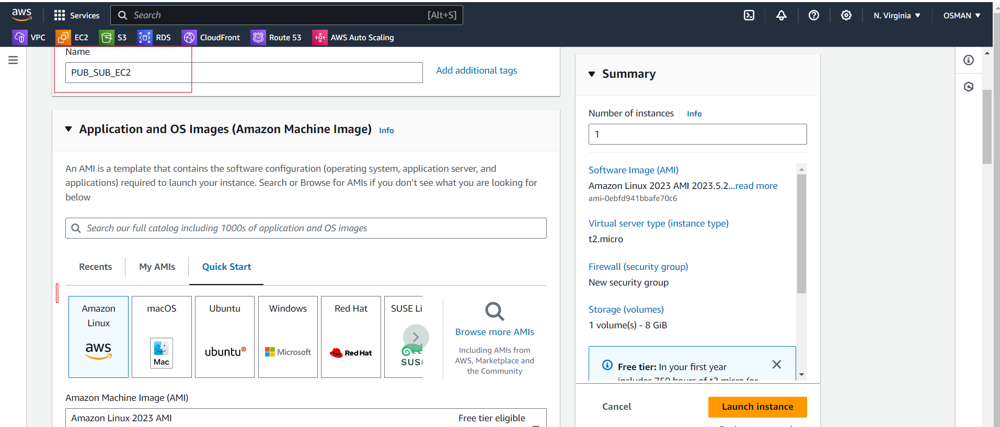 aws
Services
Search
[Alt+S]
N. Virginia
OSMAN
VPC
EC2
S3
RDS
CloudFront
Route 53
AWS Auto Scaling
Name
PUB_SUB_EC2
Add additional tags
Application and OS Images (Amazon Machine Image)
Info
An AMI is a template that contains the software configuration (operating system, application server, and
applications) required to launch your instance. Search or Browse for AMIs if you don’t see what you are looking for
below
Search our full catalog including 1000s of application and OS images
Recents
My AMIs
Quick Start
Amazon
Linux
aws
macOS
Mac
Ubuntu
ubuntu
Windows
Microsoft
Red Hat
Red Hat
SUSE Li
SUS
Browse more AMIs
Including AMIs from
AWS, Marketplace and
the Community
Amazon Machine Image (AMI)
Amazon Linux 2023 AMI
Free tier eligible
Summary
Number of instances
Info
1
Software Image (AMI)
Amazon Linux 2023 AMI 2023.5.2...read more
ami-0ebfd941bbafe70c6
Virtual server type (instance type)
t2.micro
Firewall (security group)
New security group
Storage (volumes)
1 volume(s) - 8 GiB
Free tier: In your first year
includes 750 hours of t2.micro (or
Cancel
Launch instance